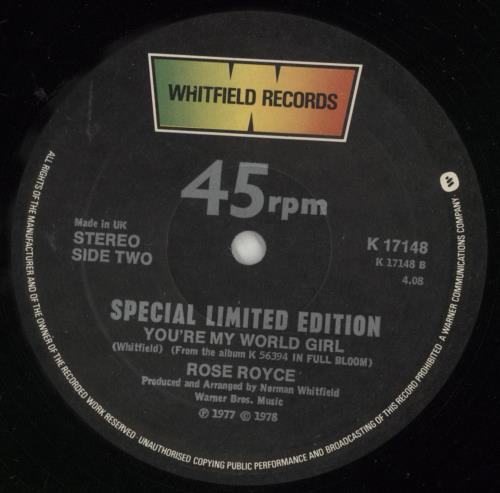 WHITFIELD RECORDS
45 rpm
Made in UK
STEREO
SIDE TWO
K 17148
K 17148 B
4.08
SPECIAL LIMITED EDITION
YOU'RE MY WORLD GIRL
(Whitfield) (From the album K 56394 IN FULL BLOOM)
ROSE ROYCE
Produced and Arranged by Norman Whitfield
Warner Bros. Music
℗ 1977 © 1978
ALL RIGHTS OF THE MANUFACTURER AND OF THE OWNER OF THE RECORDED WORK RESERVED UNAUTHORISED COPYING PUBLIC PERFORMANCE AND BROADCASTING OF THIS RECORD PROHIBITED · A WARNER COMMUNICATIONS COMPANY ·